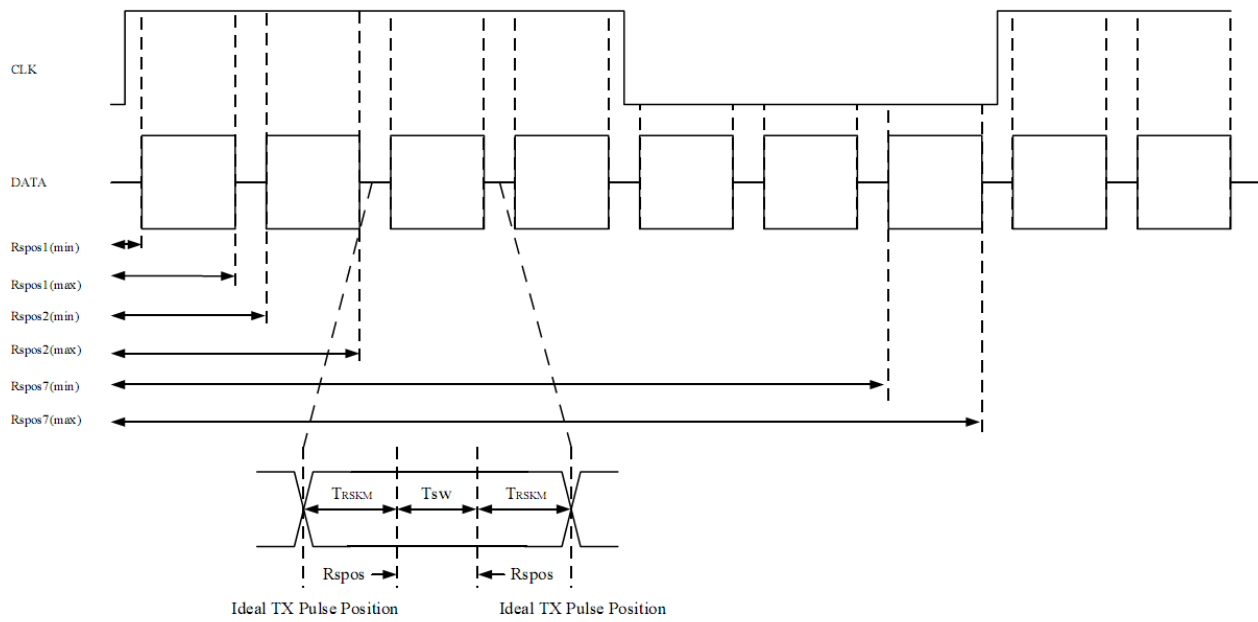 CLK
DATA
Rspos1(min)
Rspos1(max)
Rspos2(min)
Rspos2(max)
Rspos7(min)
Rspos7(max)
TRSKM Tsw TRSKM
Rspos Rspos
Ideal TX Pulse Position Ideal TX Pulse Position